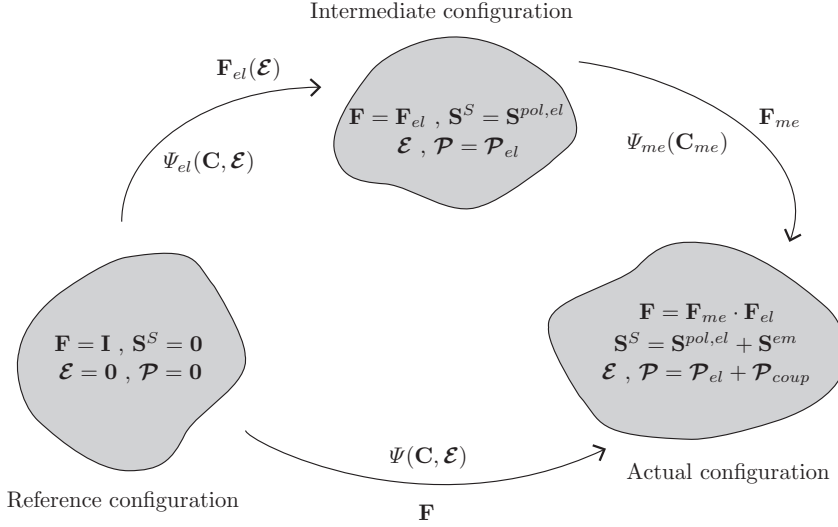 Intermediate configuration
F_el(𝓔)
Ψ_el(C, 𝓔)
F = F_el , S^S = S^{pol,el}
𝓔 , 𝓟 = 𝓟_el
F_me
Ψ_me(C_me)
F = I , S^S = 0
𝓔 = 0 , 𝓟 = 0
F = F_me · F_el
S^S = S^{pol,el} + S^{em}
𝓔 , 𝓟 = 𝓟_el + 𝓟_coup
Ψ(C, 𝓔)
F
Reference configuration
Actual configuration